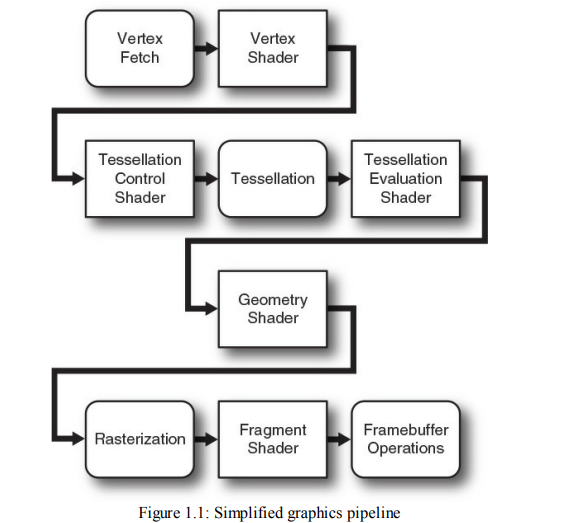 Vertex
Fetch
Vertex
Shader
Tessellation
Control
Shader
Tessellation
Tessellation
Evaluation
Shader
Geometry
Shader
Rasterization
Fragment
Shader
Framebuffer
Operations
Figure 1.1: Simplified graphics pipeline